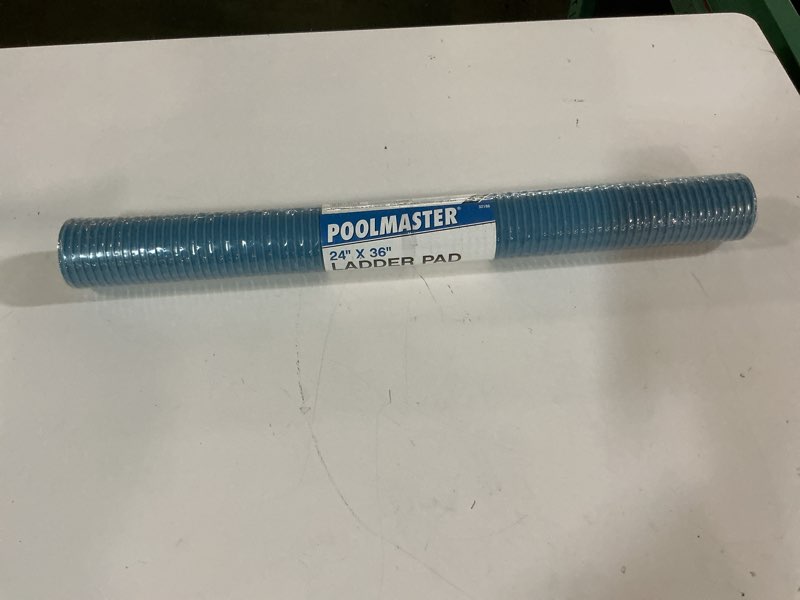 POOLMASTER®
24" X 36"
LADDER PAD